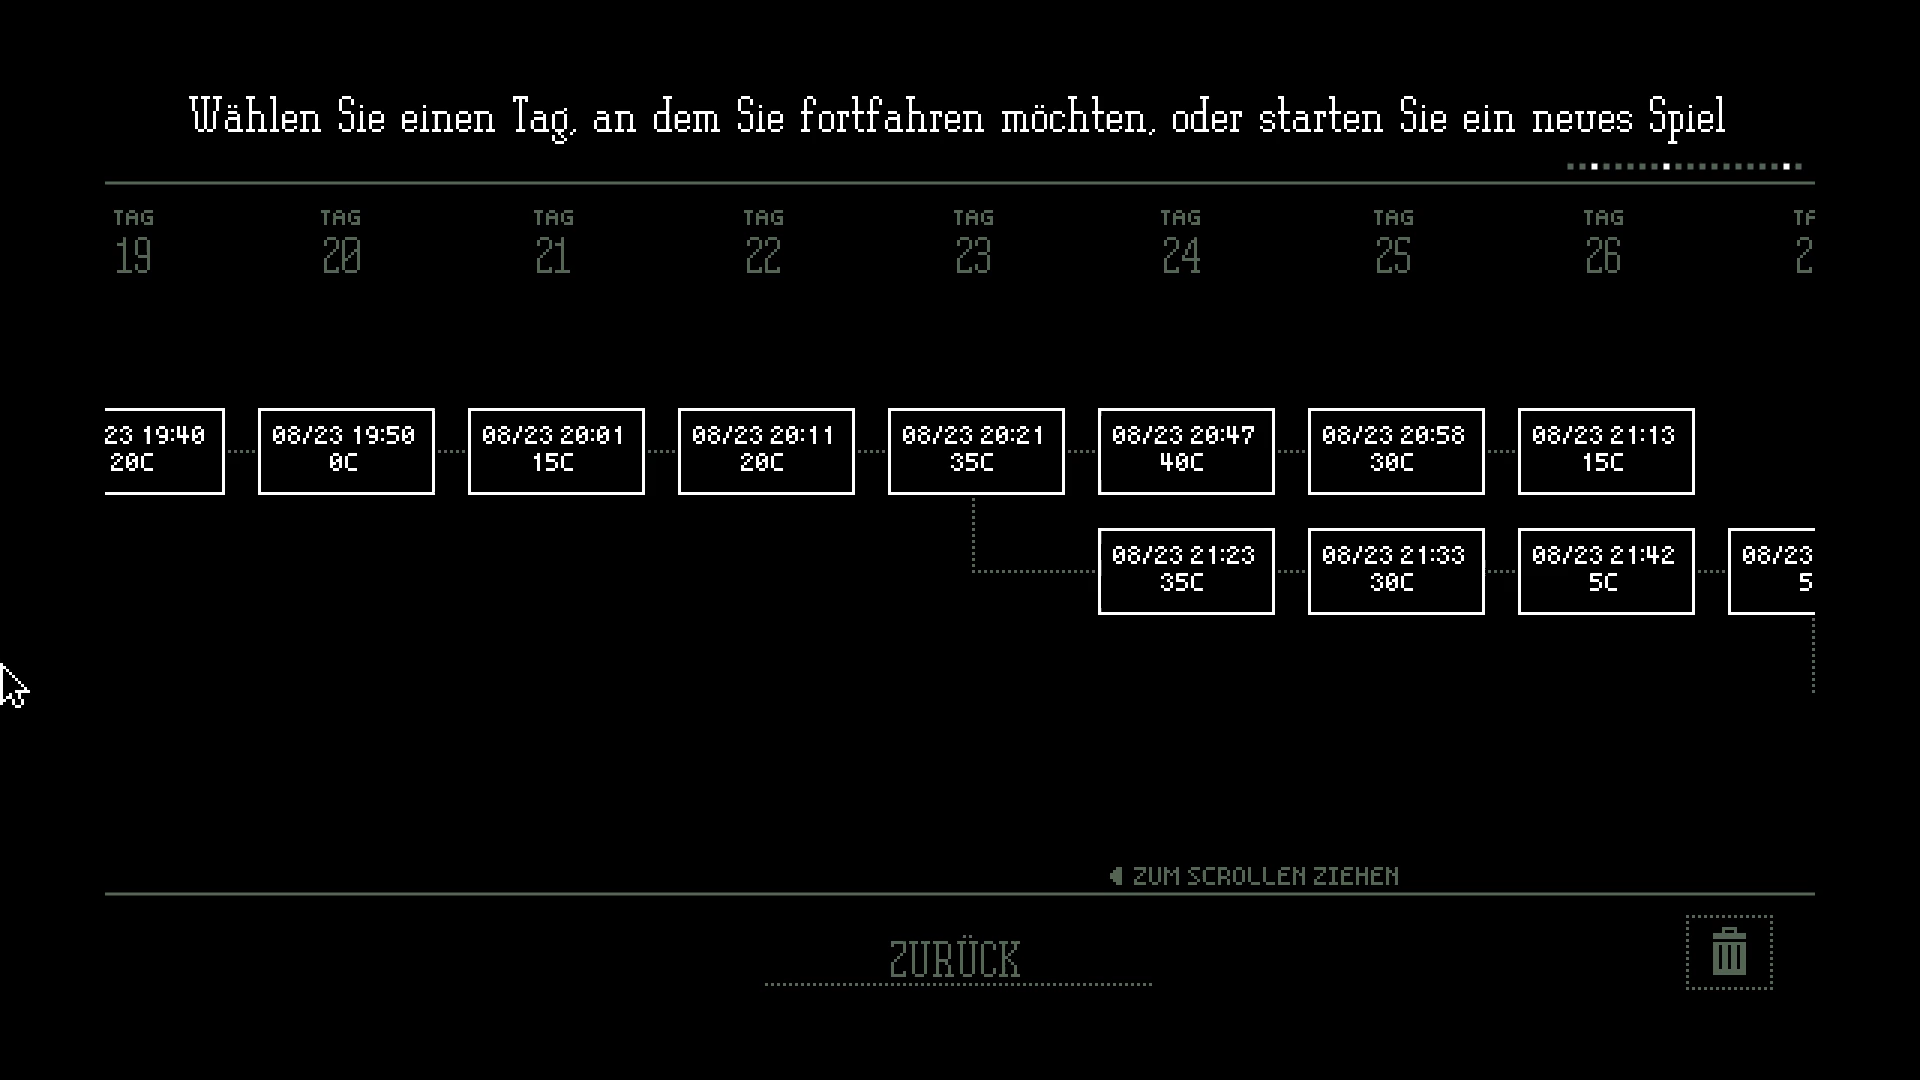 Wählen Sie einen Tag, an dem Sie fortfahren möchten, oder starten Sie ein neues Spiel
TAG TAG TAG TAG TAG TAG TAG TAG
19 20 21 22 23 24 25 26 2
23 19:40 08/23 19:50 08/23 20:01 08/23 20:11 08/23 20:21 08/23 20:47 08/23 20:58 08/23 21:13
20C 0C 15C 20C 35C 40C 30C 15C
08/23 21:23 08/23 21:33 08/23 21:42 08/23
35C 30C 5C 5
ZUM SCROLLEN ZIEHEN
ZURÜCK